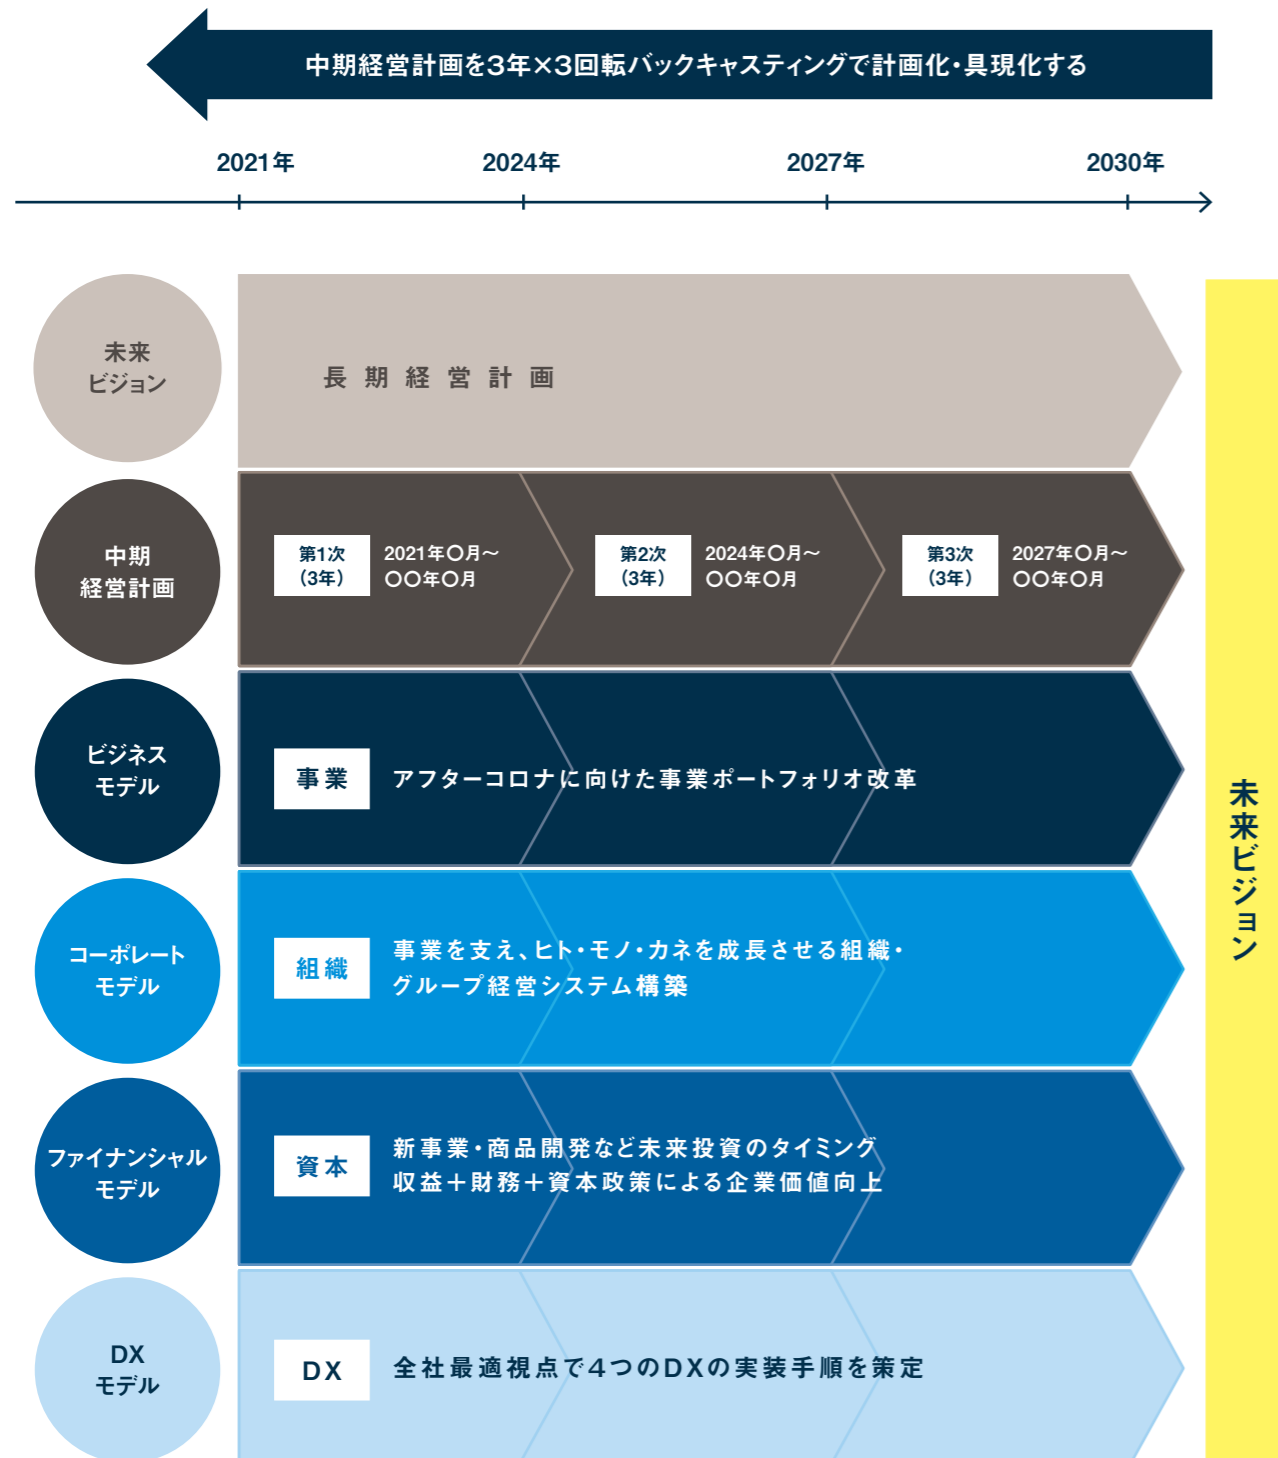 中期経営計画を3年×3回転バックキャスティングで計画化・具現化する
2021年
2024年
2027年
2030年
未来
ビジョン
長期経営計画
中期
経営計画
第1次
(3年)
2021年〇月〜
〇〇年〇月
第2次
(3年)
2024年〇月〜
〇〇年〇月
第3次
(3年)
2027年〇月〜
〇〇年〇月
ビジネス
モデル
事業
アフターコロナに向けた事業ポートフォリオ改革
コーポレート
モデル
組織
事業を支え、ヒト・モノ・カネを成長させる組織・
グループ経営システム構築
ファイナンシャル
モデル
資本
新事業・商品開発など未来投資のタイミング
収益＋財務＋資本政策による企業価値向上
DX
モデル
DX
全社最適視点で4つのDXの実装手順を策定
未来ビジョン